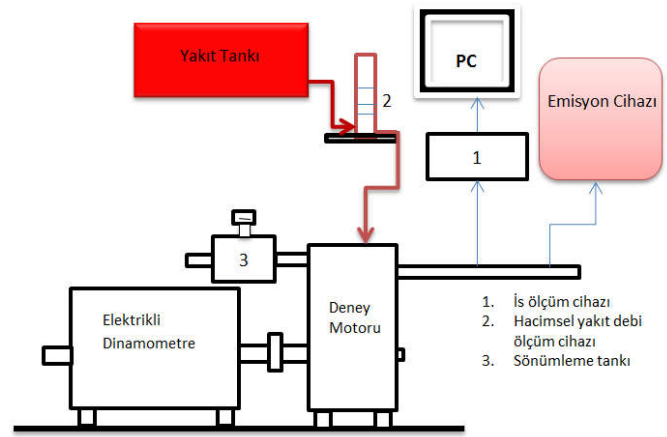 Yakıt Tankı
2
PC
Emisyon Cihazı
1
3
Elektrikli
Dinamometre
Deney
Motoru
1. İs ölçüm cihazı
2. Hacimsel yakıt debi
ölçüm cihazı
3. Sönümleme tankı